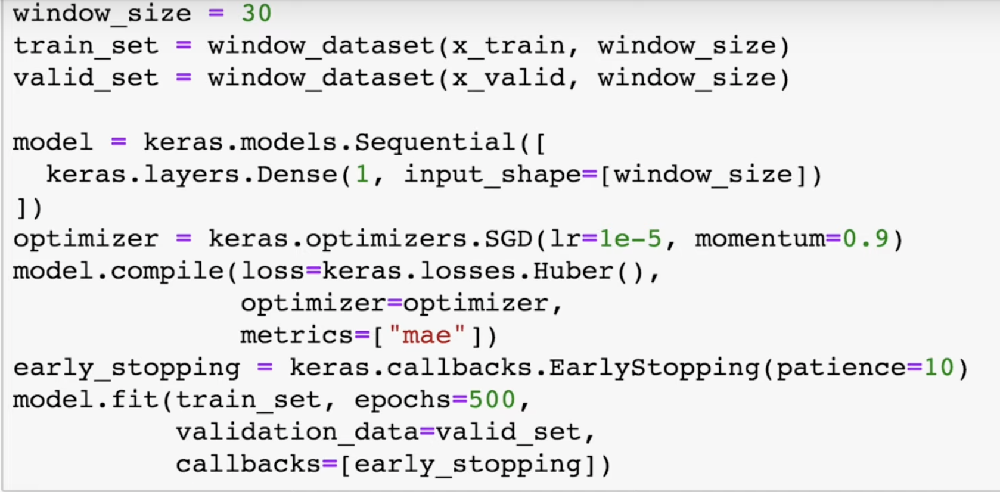 window_size = 30
train_set = window_dataset(x_train, window_size)
valid_set = window_dataset(x_valid, window_size)

model = keras.models.Sequential([
  keras.layers.Dense(1, input_shape=[window_size])
])
optimizer = keras.optimizers.SGD(lr=1e-5, momentum=0.9)
model.compile(loss=keras.losses.Huber(),
              optimizer=optimizer,
              metrics=["mae"])
early_stopping = keras.callbacks.EarlyStopping(patience=10)
model.fit(train_set, epochs=500,
          validation_data=valid_set,
          callbacks=[early_stopping])